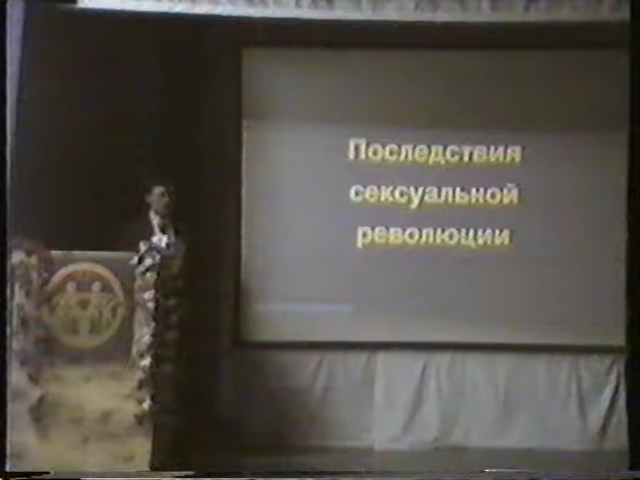 Последствия
сексуальной
революции